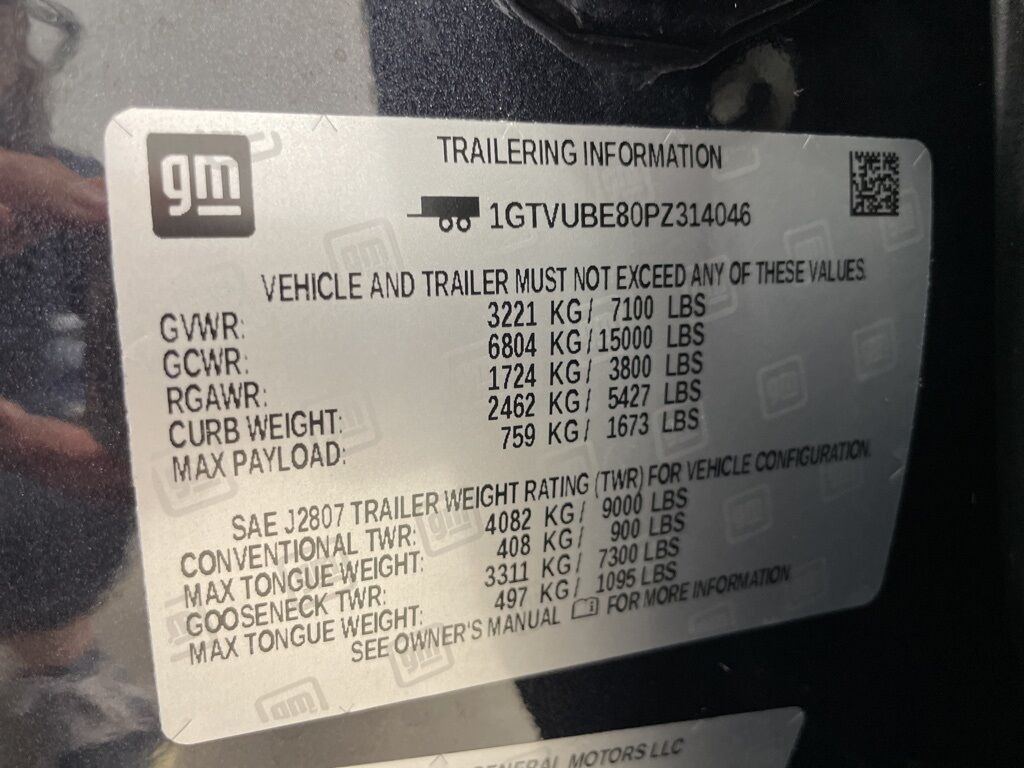 gm
TRAILERING INFORMATION
1GTVUBE80PZ314046
VEHICLE AND TRAILER MUST NOT EXCEED ANY OF THESE VALUES.
GVWR: 3221 KG / 7100 LBS
GCWR: 6804 KG / 15000 LBS
RGAWR: 1724 KG / 3800 LBS
CURB WEIGHT: 2462 KG / 5427 LBS
MAX PAYLOAD: 759 KG / 1673 LBS
SAE J2807 TRAILER WEIGHT RATING (TWR) FOR VEHICLE CONFIGURATION.
CONVENTIONAL TWR: 4082 KG / 9000 LBS
MAX TONGUE WEIGHT: 408 KG / 900 LBS
GOOSENECK TWR: 3311 KG / 7300 LBS
MAX TONGUE WEIGHT: 497 KG / 1095 LBS
SEE OWNER'S MANUAL FOR MORE INFORMATION
GENERAL MOTORS LLC